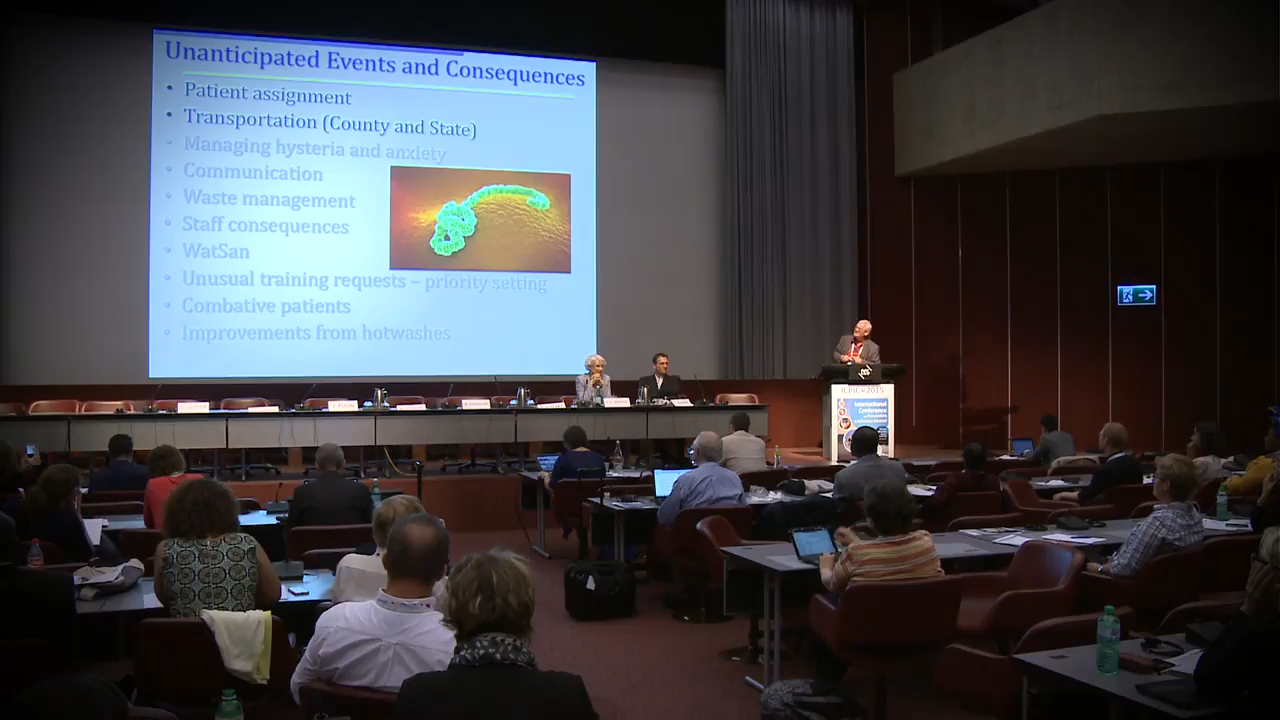 Unanticipated Events and Consequences
• Patient assignment
• Transportation (County and State)
• Managing hysteria and anxiety
• Communication
• Waste management
• Staff consequences
• WatSan
• Unusual training requests – priority setting
• Combative patients
• Improvements from hotwashes
ICPIC 2015
International
Conference